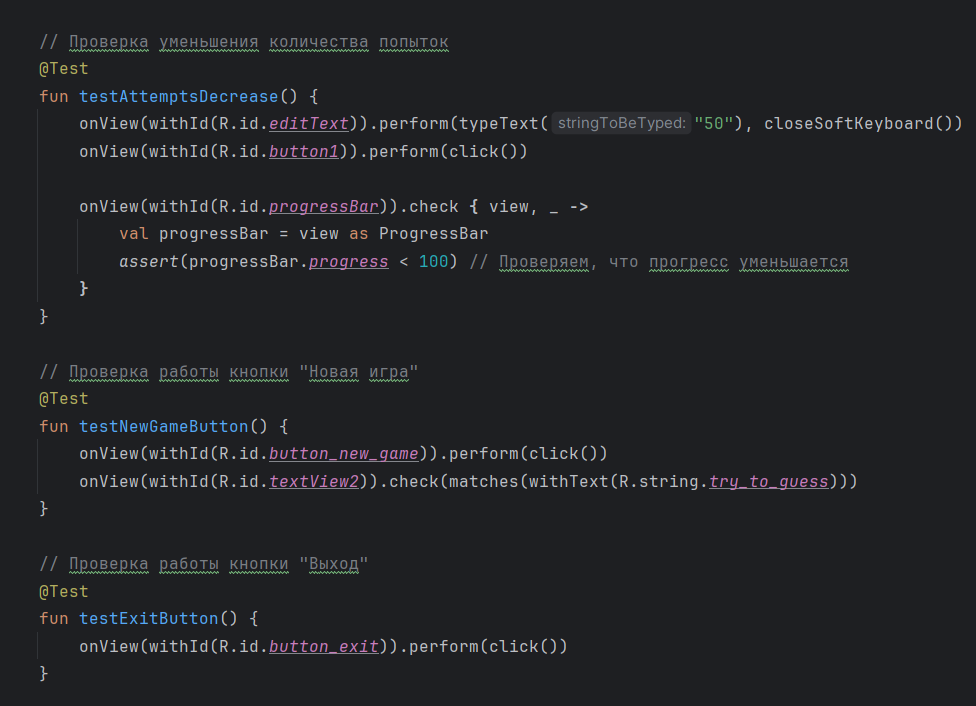 // Проверка уменьшения количества попыток
@Test
fun testAttemptsDecrease() {
    onView(withId(R.id.editText)).perform(typeText( stringToBeTyped: "50"), closeSoftKeyboard())
    onView(withId(R.id.button1)).perform(click())
    onView(withId(R.id.progressBar)).check { view, _ ->
        val progressBar = view as ProgressBar
        assert(progressBar.progress < 100) // Проверяем, что прогресс уменьшается
    }
}
// Проверка работы кнопки "Новая игра"
@Test
fun testNewGameButton() {
    onView(withId(R.id.button_new_game)).perform(click())
    onView(withId(R.id.textView2)).check(matches(withText(R.string.try_to_guess)))
}
// Проверка работы кнопки "Выход"
@Test
fun testExitButton() {
    onView(withId(R.id.button_exit)).perform(click())
}